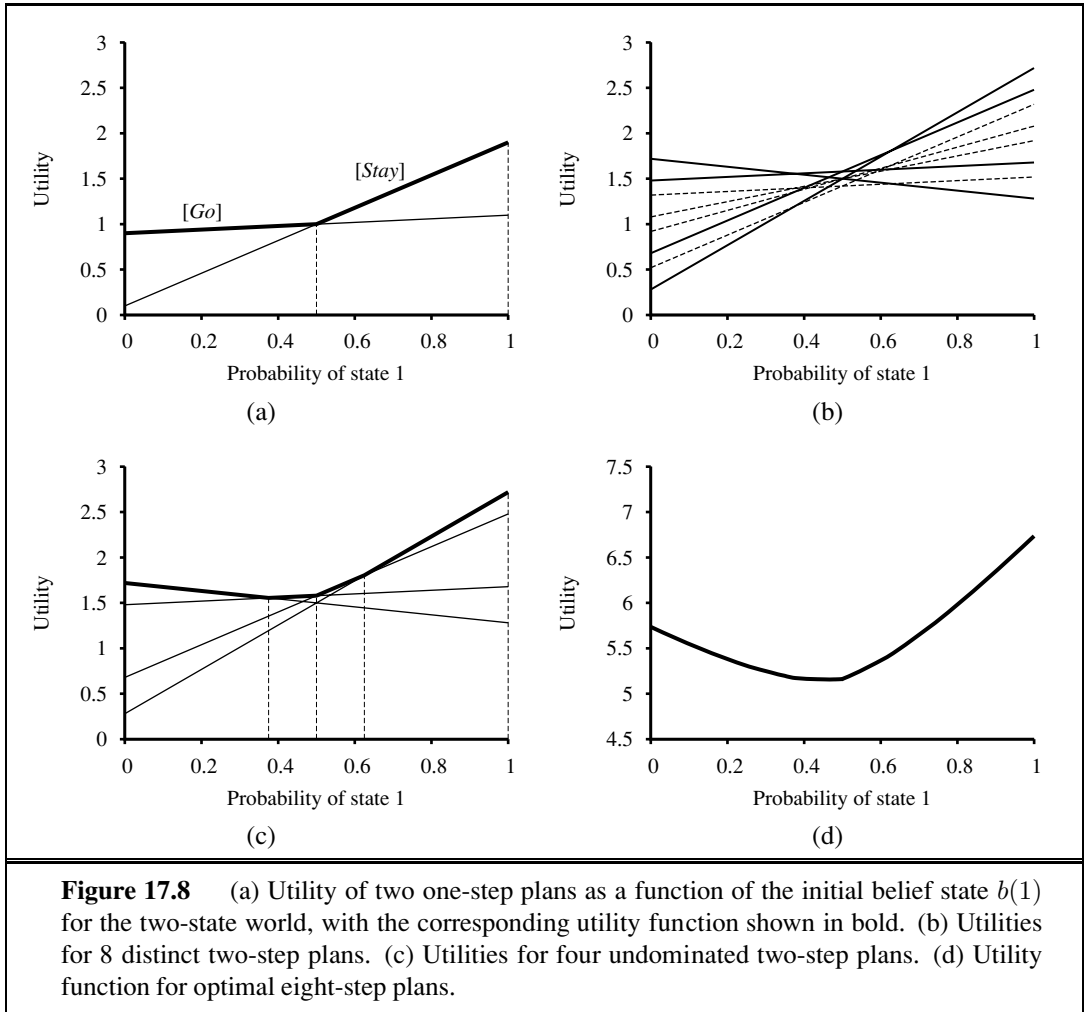 3
2.5
2
1.5
1
0.5
0
Utility
[Go]
[Stay]
0 0.2 0.4 0.6 0.8 1
Probability of state 1
(a)
3
2.5
2
1.5
1
0.5
0
Utility
0 0.2 0.4 0.6 0.8 1
Probability of state 1
(b)
3
2.5
2
1.5
1
0.5
0
Utility
0 0.2 0.4 0.6 0.8 1
Probability of state 1
(c)
7.5
7
6.5
6
5.5
5
4.5
Utility
0 0.2 0.4 0.6 0.8 1
Probability of state 1
(d)
Figure 17.8 (a) Utility of two one-step plans as a function of the initial belief state b(1)
for the two-state world, with the corresponding utility function shown in bold. (b) Utilities
for 8 distinct two-step plans. (c) Utilities for four undominated two-step plans. (d) Utility
function for optimal eight-step plans.